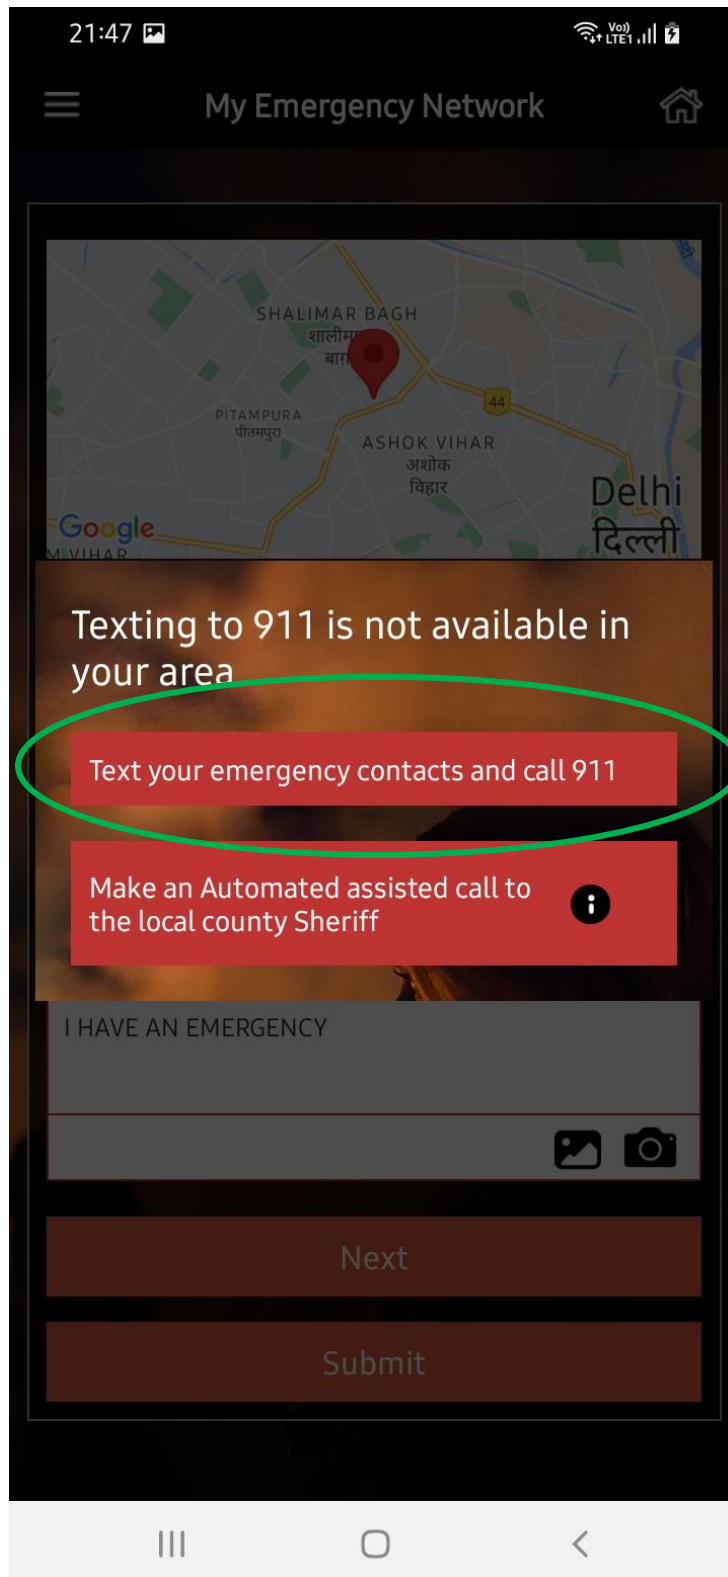 21:47
Vo))
LTE1
My Emergency Network
SHALIMAR BAGH
PITAMPURA
पीतमपुरा
44
ASHOK VIHAR
अशोक
विहार
Delhi
दिल्ली
Google
M VIHAR
Texting to 911 is not available in
your area
Text your emergency contacts and call 911
Make an Automated assisted call to
the local county Sheriff
I HAVE AN EMERGENCY
Next
Submit